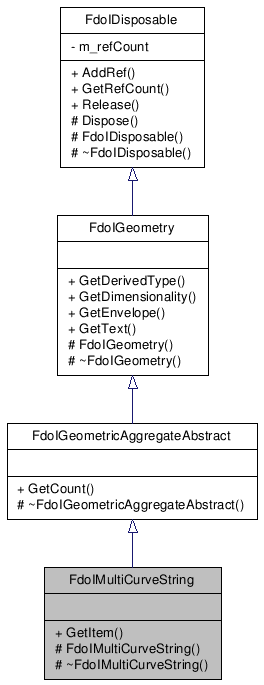 FdoIDisposable
- m_refCount
+ AddRef()
+ GetRefCount()
+ Release()
# Dispose()
# FdoIDisposable()
# ~FdoIDisposable()
FdoIGeometry
+ GetDerivedType()
+ GetDimensionality()
+ GetEnvelope()
+ GetText()
# FdoIGeometry()
# ~FdoIGeometry()
FdoIGeometricAggregateAbstract
+ GetCount()
# ~FdoIGeometricAggregateAbstract()
FdoIMultiCurveString
+ GetItem()
# FdoIMultiCurveString()
# ~FdoIMultiCurveString()